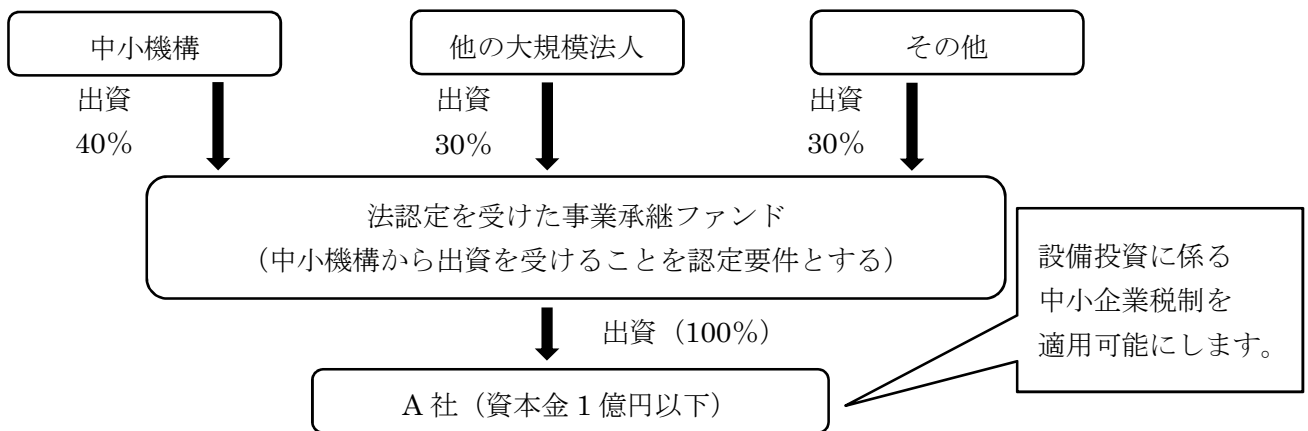 中小機構
他の大規模法人
その他
出資
40%
出資
30%
出資
30%
法認定を受けた事業承継ファンド
（中小機構から出資を受けることを認定要件とする）
設備投資に係る
中小企業税制を
適用可能にします。
出資（100%）
A 社（資本金 1 億円以下）